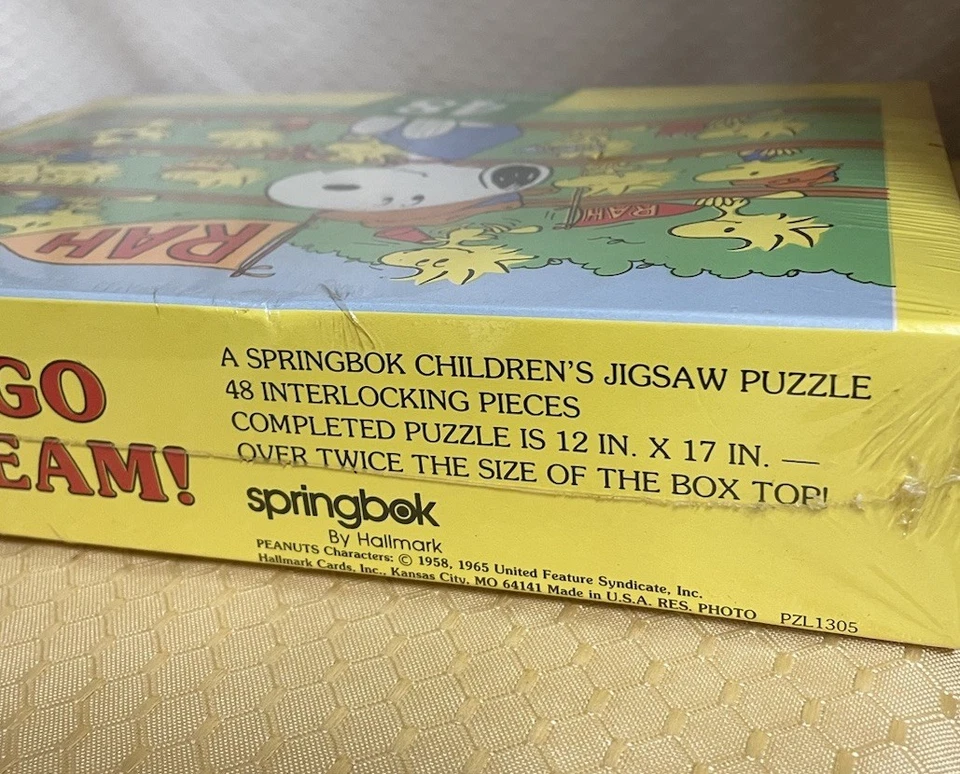 RAH
RAH
GO
EAM!
A SPRINGBOK CHILDREN'S JIGSAW PUZZLE
48 INTERLOCKING PIECES
COMPLETED PUZZLE IS 12 IN. X 17 IN. —
OVER TWICE THE SIZE OF THE BOX TOP!
springbok
By Hallmark
PEANUTS Characters: © 1958, 1965 United Feature Syndicate, Inc.
Hallmark Cards, Inc., Kansas City, MO 64141 Made in U.S.A. RES. PHOTO PZL1305